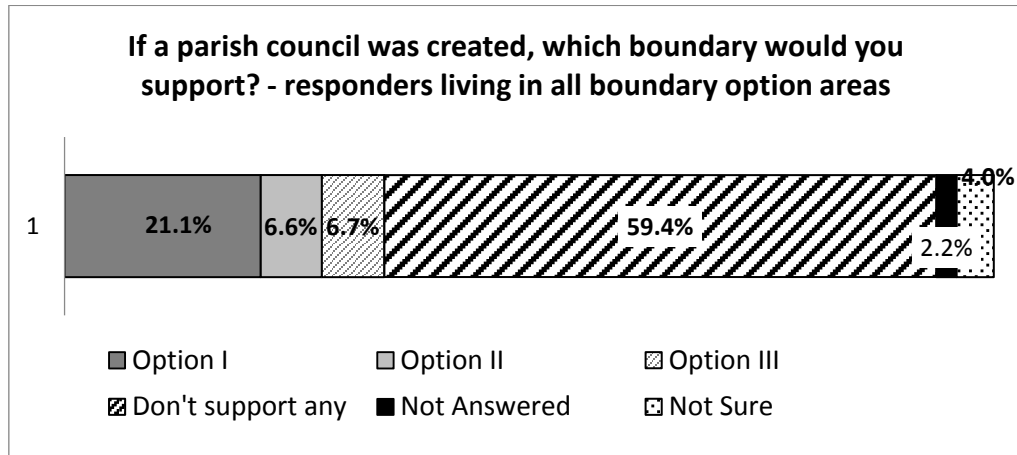 If a parish council was created, which boundary would you
support? - responders living in all boundary option areas
4.0%
1
21.1%
6.6%
6.7%
59.4%
2.2%
Option I
Option II
Option III
Don't support any
Not Answered
Not Sure